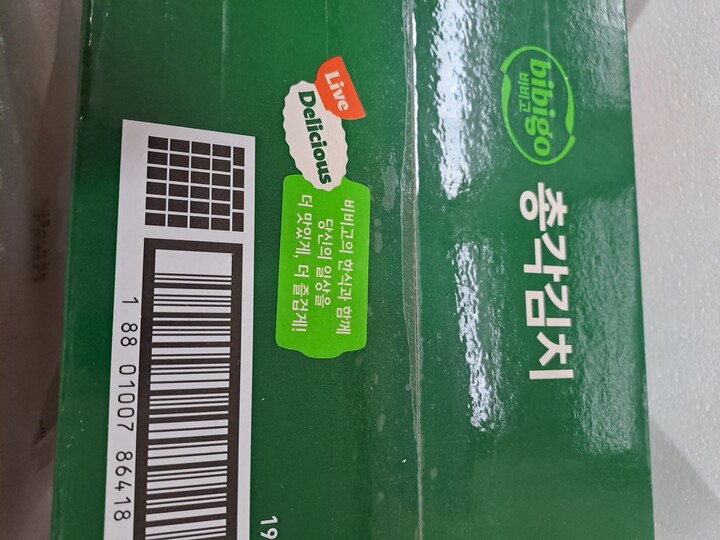 bibigo
비비고
총각김치
Live
Delicious
비비고의 한식과 함께
당신의 일상을
더 맛있게, 더 즐겁게!
1 88 01007 86418
19